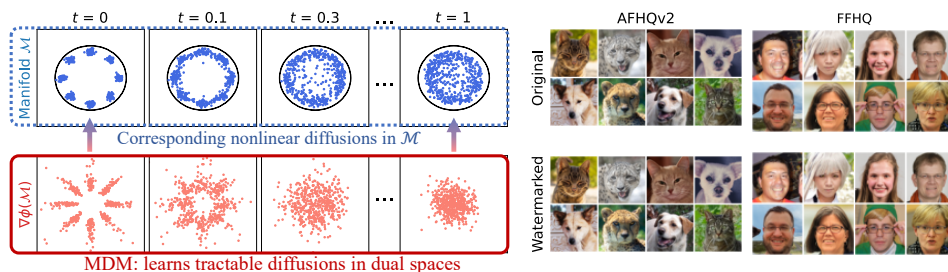 t = 0 t = 0.1 t = 0.3 ... t = 1
Manifold ℳ
...
Corresponding nonlinear diffusions in ℳ
∇ϕ(ℳ)
...
MDM: learns tractable diffusions in dual spaces
AFHQv2 FFHQ
Original
Watermarked